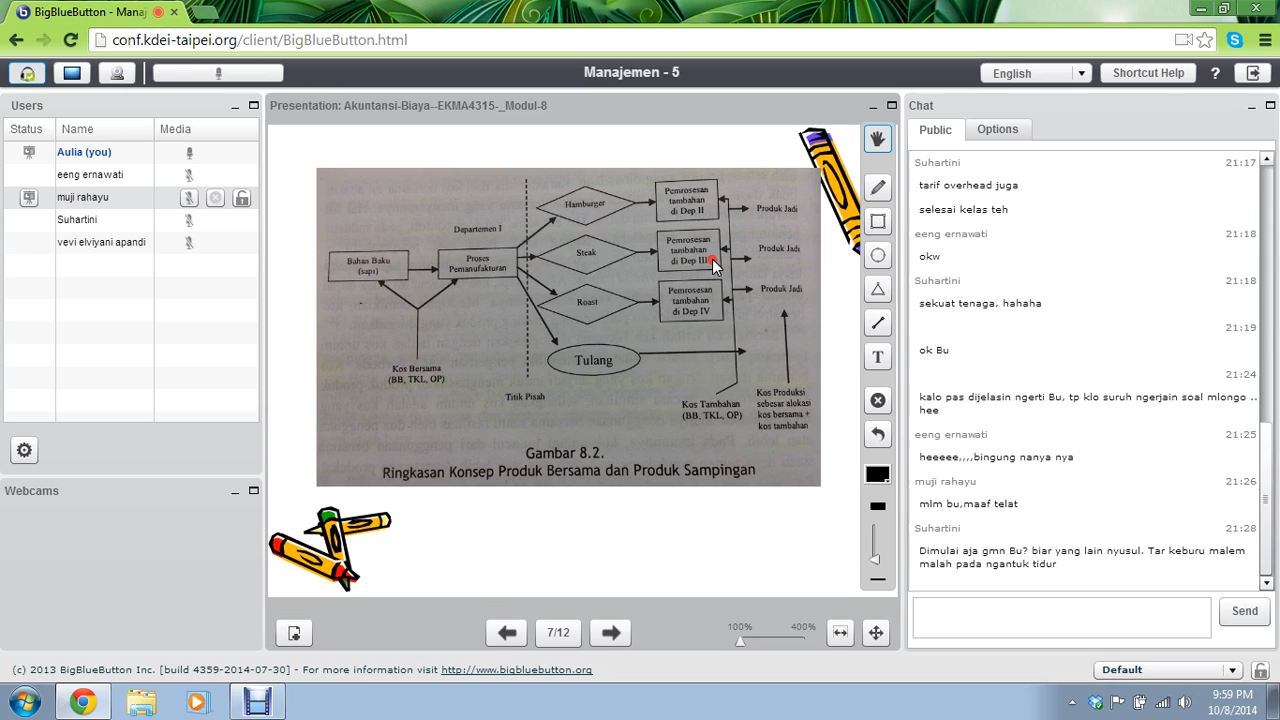 BigBlueButton - Manaj
conf.kdei-taipei.org/client/BigBlueButton.html
Manajemen - 5
English
Shortcut Help
?
Users
Status Name Media
Aulia (you)
eeng ernawati
muji rahayu
Suhartini
vevi elviyani apandi
Webcams
Presentation: Akuntansi-Biaya--EKMA4315-_Modul-8
Bahan Baku
(sapi)
Departemen I
Proses
Pemanufakturan
Hamburger
Steak
Roast
Tulang
Pemrosesan
tambahan
di Dep II
Pemrosesan
tambahan
di Dep III
Pemrosesan
tambahan
di Dep IV
Produk Jadi
Produk Jadi
Produk Jadi
Kos Bersama
(BB, TKL, OP)
Titik Pisah
Kos Tambahan
(BB, TKL, OP)
Kos Produksi
sebesar alokasi
kos bersama +
kos tambahan
Gambar 8.2.
Ringkasan Konsep Produk Bersama dan Produk Sampingan
T
7/12
100% 400%
Chat
Public Options
Suhartini 21:17
tarif overhead juga
selesai kelas teh
eeng ernawati 21:18
okw
Suhartini 21:18
sekuat tenaga, hahaha
21:19
ok Bu
21:24
kalo pas dijelasin ngerti Bu, tp klo suruh ngerjain soal mlongo ..
hee
eeng ernawati 21:25
heeeee,,,,bingung nanya nya
muji rahayu 21:26
mlm bu,maaf telat
Suhartini 21:28
Dimulai aja gmn Bu? biar yang lain nyusul. Tar keburu malem
malah pada ngantuk tidur
Send
(c) 2013 BigBlueButton Inc. [build 4359-2014-07-30] - For more information visit http://www.bigbluebutton.org
Default
9:59 PM
10/8/2014